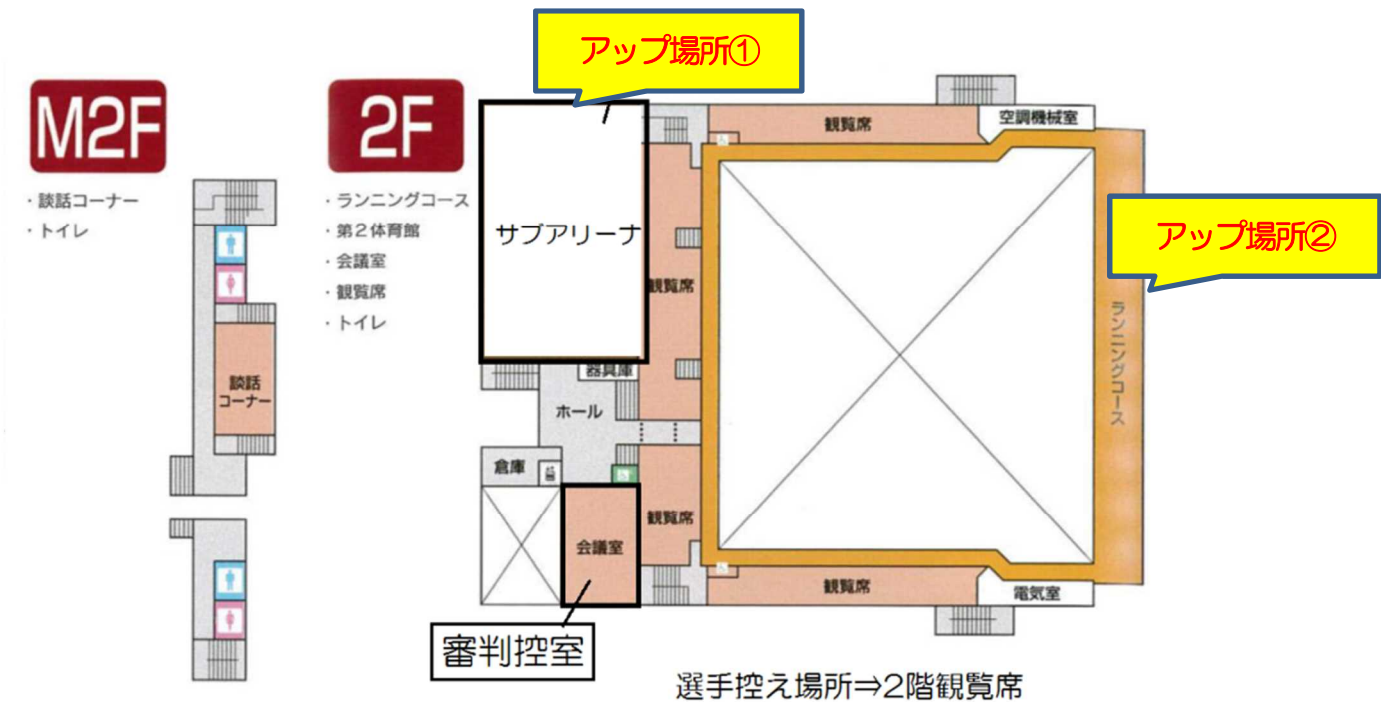 アップ場所①
M2F
・談話コーナー
・トイレ
2F
・ランニングコース
・第2体育館
・会議室
・観覧席
・トイレ
観覧席
空調機械室
サブアリーナ
アップ場所②
観覧席
ランニングコース
談話
コーナー
器具庫
ホール
倉庫
観覧席
会議室
観覧席
電気室
審判控室
選手控え場所⇒2階観覧席